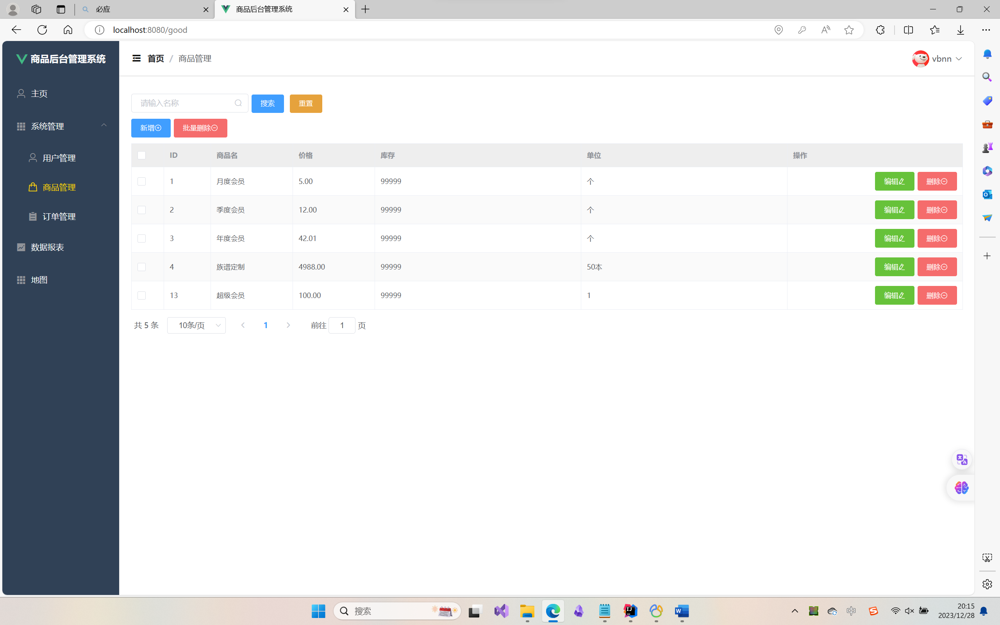 必应
商品后台管理系统
localhost:8080/good
商品后台管理系统
首页 / 商品管理
vbnn
主页
系统管理
用户管理
商品管理
订单管理
数据报表
地图
请输入名称 搜索 重置
新增 批量删除
ID 商品名 价格 库存 单位 操作
1 月度会员 5.00 99999 个 编辑 删除
2 季度会员 12.00 99999 个 编辑 删除
3 年度会员 42.01 99999 个 编辑 删除
4 族谱定制 4988.00 99999 50本 编辑 删除
13 超级会员 100.00 99999 1 编辑 删除
共 5 条 10条/页 1 前往 1 页
搜索
中
20:15
2023/12/28